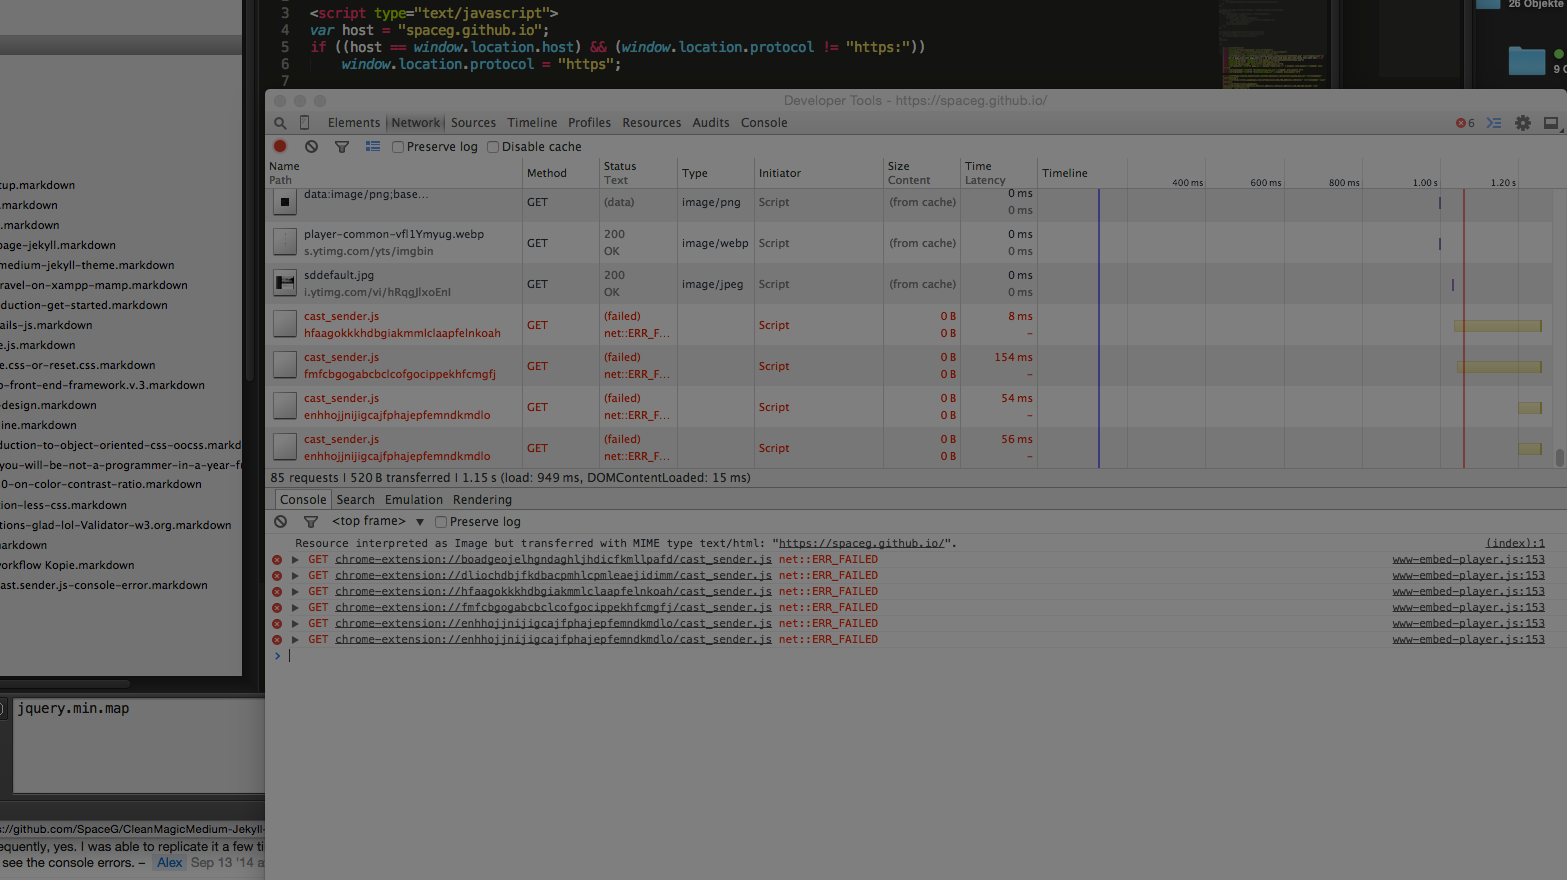 3 <script type="text/javascript">
4 var host = "spaceg.github.io";
5 if ((host == window.location.host) && (window.location.protocol != "https:"))
6 window.location.protocol = "https";
7
26 Objekte
Developer Tools - https://spaceg.github.io/
Elements Network Sources Timeline Profiles Resources Audits Console
6
Preserve log Disable cache
Name Path
Method
Status Text
Type
Initiator
Size Content
Time Latency
Timeline
400 ms 600 ms 800 ms 1.00 s 1.20 s
data:image/png;base... GET (data) image/png Script (from cache) 0 ms
0 ms
player-common-vfl1Ymyug.webp GET 200 image/webp Script (from cache) 0 ms
s.ytimg.com/yts/imgbin OK 0 ms
sddefault.jpg GET 200 image/jpeg Script (from cache) 0 ms
i.ytimg.com/vi/hRqgJlxoEnI OK 0 ms
cast_sender.js GET (failed) Script 0 B 8 ms
hfaagokkkhdbgiakmmlclaapfelnkoah net::ERR_F... 0 B –
cast_sender.js GET (failed) Script 0 B 154 ms
fmfcbgogabcbclcofgocippekhfcmgfj net::ERR_F... 0 B –
cast_sender.js GET (failed) Script 0 B 54 ms
enhhojjnijigcajfphajepfemndkmdlo net::ERR_F... 0 B –
cast_sender.js GET (failed) Script 0 B 56 ms
enhhojjnijigcajfphajepfemndkmdlo net::ERR_F... 0 B –
85 requests | 520 B transferred | 1.15 s (load: 949 ms, DOMContentLoaded: 15 ms)
Console Search Emulation Rendering
<top frame> ▼ Preserve log
Resource interpreted as Image but transferred with MIME type text/html: "https://spaceg.github.io/". (index):1
GET chrome-extension://boadgeojelhgndaghljhdicfkmllpafd/cast_sender.js net::ERR_FAILED www-embed-player.js:153
GET chrome-extension://dliochdbjfkdbacpmhlcpmleaejidimm/cast_sender.js net::ERR_FAILED www-embed-player.js:153
GET chrome-extension://hfaagokkkhdbgiakmmlclaapfelnkoah/cast_sender.js net::ERR_FAILED www-embed-player.js:153
GET chrome-extension://fmfcbgogabcbclcofgocippekhfcmgfj/cast_sender.js net::ERR_FAILED www-embed-player.js:153
GET chrome-extension://enhhojjnijigcajfphajepfemndkmdlo/cast_sender.js net::ERR_FAILED www-embed-player.js:153
GET chrome-extension://enhhojjnijigcajfphajepfemndkmdlo/cast_sender.js net::ERR_FAILED www-embed-player.js:153
>
tup.markdown
.markdown
.markdown
page-jekyll.markdown
medium-jekyll-theme.markdown
ravel-on-xampp-mamp.markdown
duction-get-started.markdown
ails-js.markdown
e.js.markdown
e.css-or-reset.css.markdown
o-front-end-framework.v.3.markdown
-design.markdown
ine.markdown
duction-to-object-oriented-css-oocss.markd
you-will-be-not-a-programmer-in-a-year-f
0-on-color-contrast-ratio.markdown
tion-less-css.markdown
tions-glad-lol-Validator-w3.org.markdown
narkdown
vorkflow Kopie.markdown
cast.sender.js-console-error.markdown
jquery.min.map
s://github.com/SpaceG/CleanMagicMedium-Jekyll-
equently, yes. I was able to replicate it a few ti
see the console errors. – Alex Sep 13 '14 a